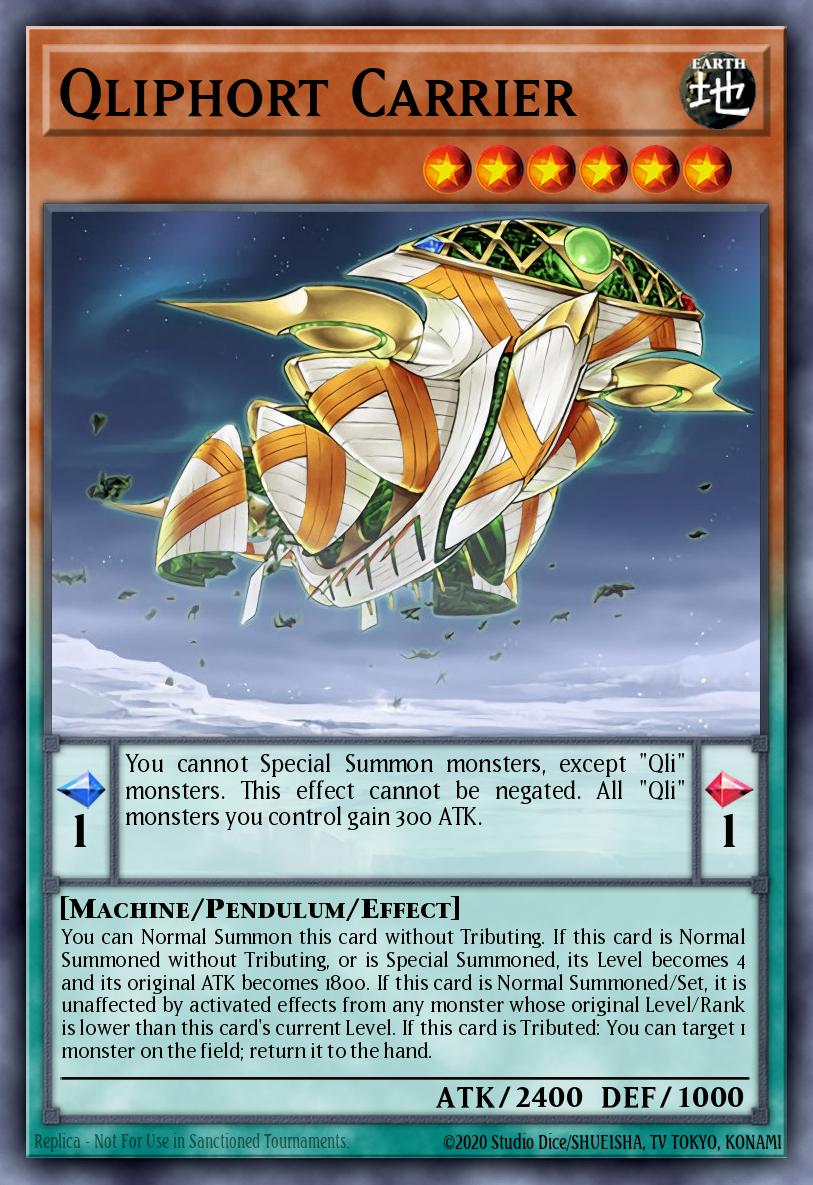 Qliphort Carrier
EARTH
地
You cannot Special Summon monsters, except "Qli"
monsters. This effect cannot be negated. All "Qli"
monsters you control gain 300 ATK.
1
1
[Machine/Pendulum/Effect]
You can Normal Summon this card without Tributing. If this card is Normal
Summoned without Tributing, or is Special Summoned, its Level becomes 4
and its original ATK becomes 1800. If this card is Normal Summoned/Set, it is
unaffected by activated effects from any monster whose original Level/Rank
is lower than this card's current Level. If this card is Tributed: You can target 1
monster on the field; return it to the hand.
ATK/2400 DEF/1000
Replica - Not For Use in Sanctioned Tournaments.
©2020 Studio Dice/SHUEISHA, TV TOKYO, KONAMI